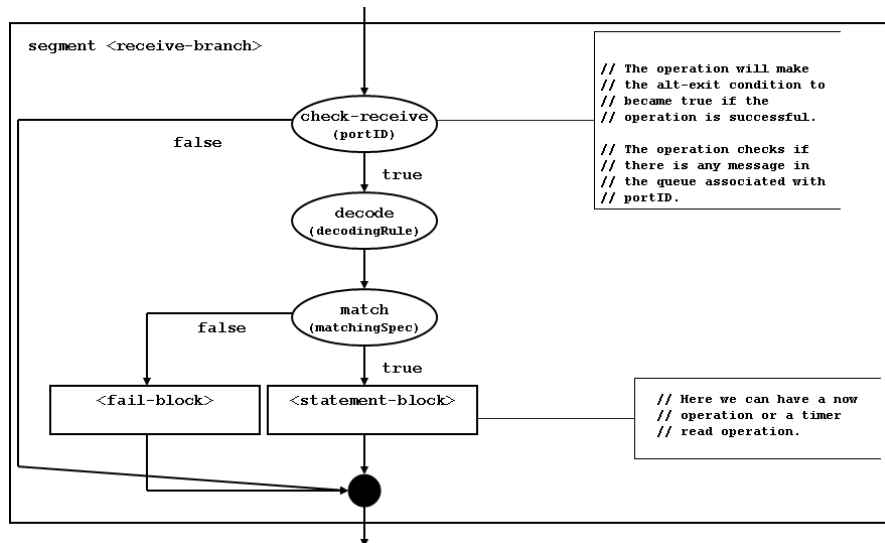 segment <receive-branch>
// The operation will make
// the alt-exit condition to
// became true if the
// operation is successful.
// The operation checks if
// there is any message in
// the queue associated with
// portID.
check-receive
(portID)
false
true
decode
(decodingRule)
match
(matchingSpec)
false
true
<fail-block>
<statement-block>
// Here we can have a now
// operation or a timer
// read operation.